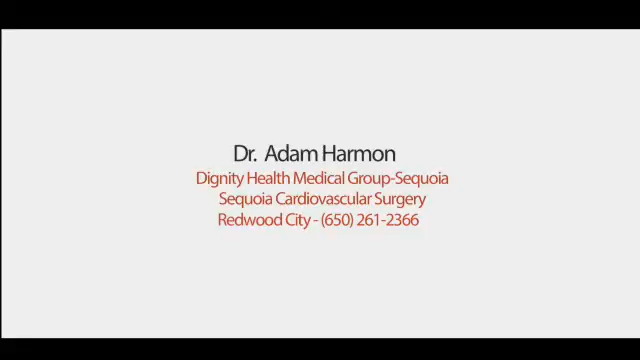 Dr. Adam Harmon
Dignity Health Medical Group-Sequoia
Sequoia Cardiovascular Surgery
Redwood City - (650) 261-2366